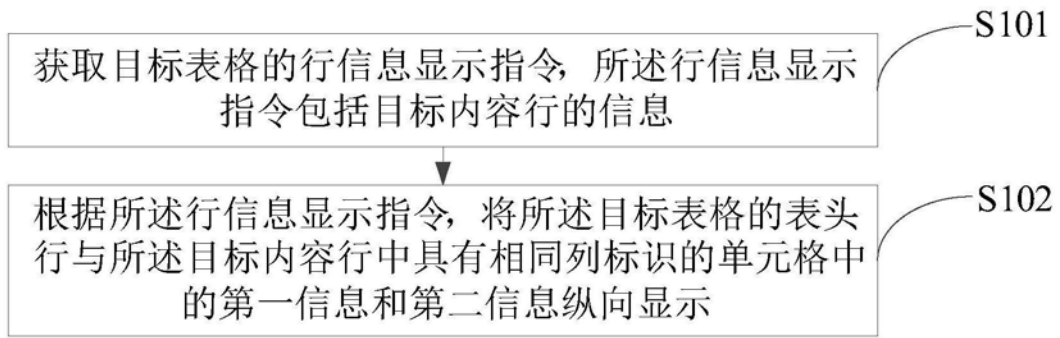 S101
获取目标表格的行信息显示指令，所述行信息显示
指令包括目标内容行的信息
S102
根据所述行信息显示指令，将所述目标表格的表头
行与所述目标内容行中具有相同列标识的单元格中
的第一信息和第二信息纵向显示